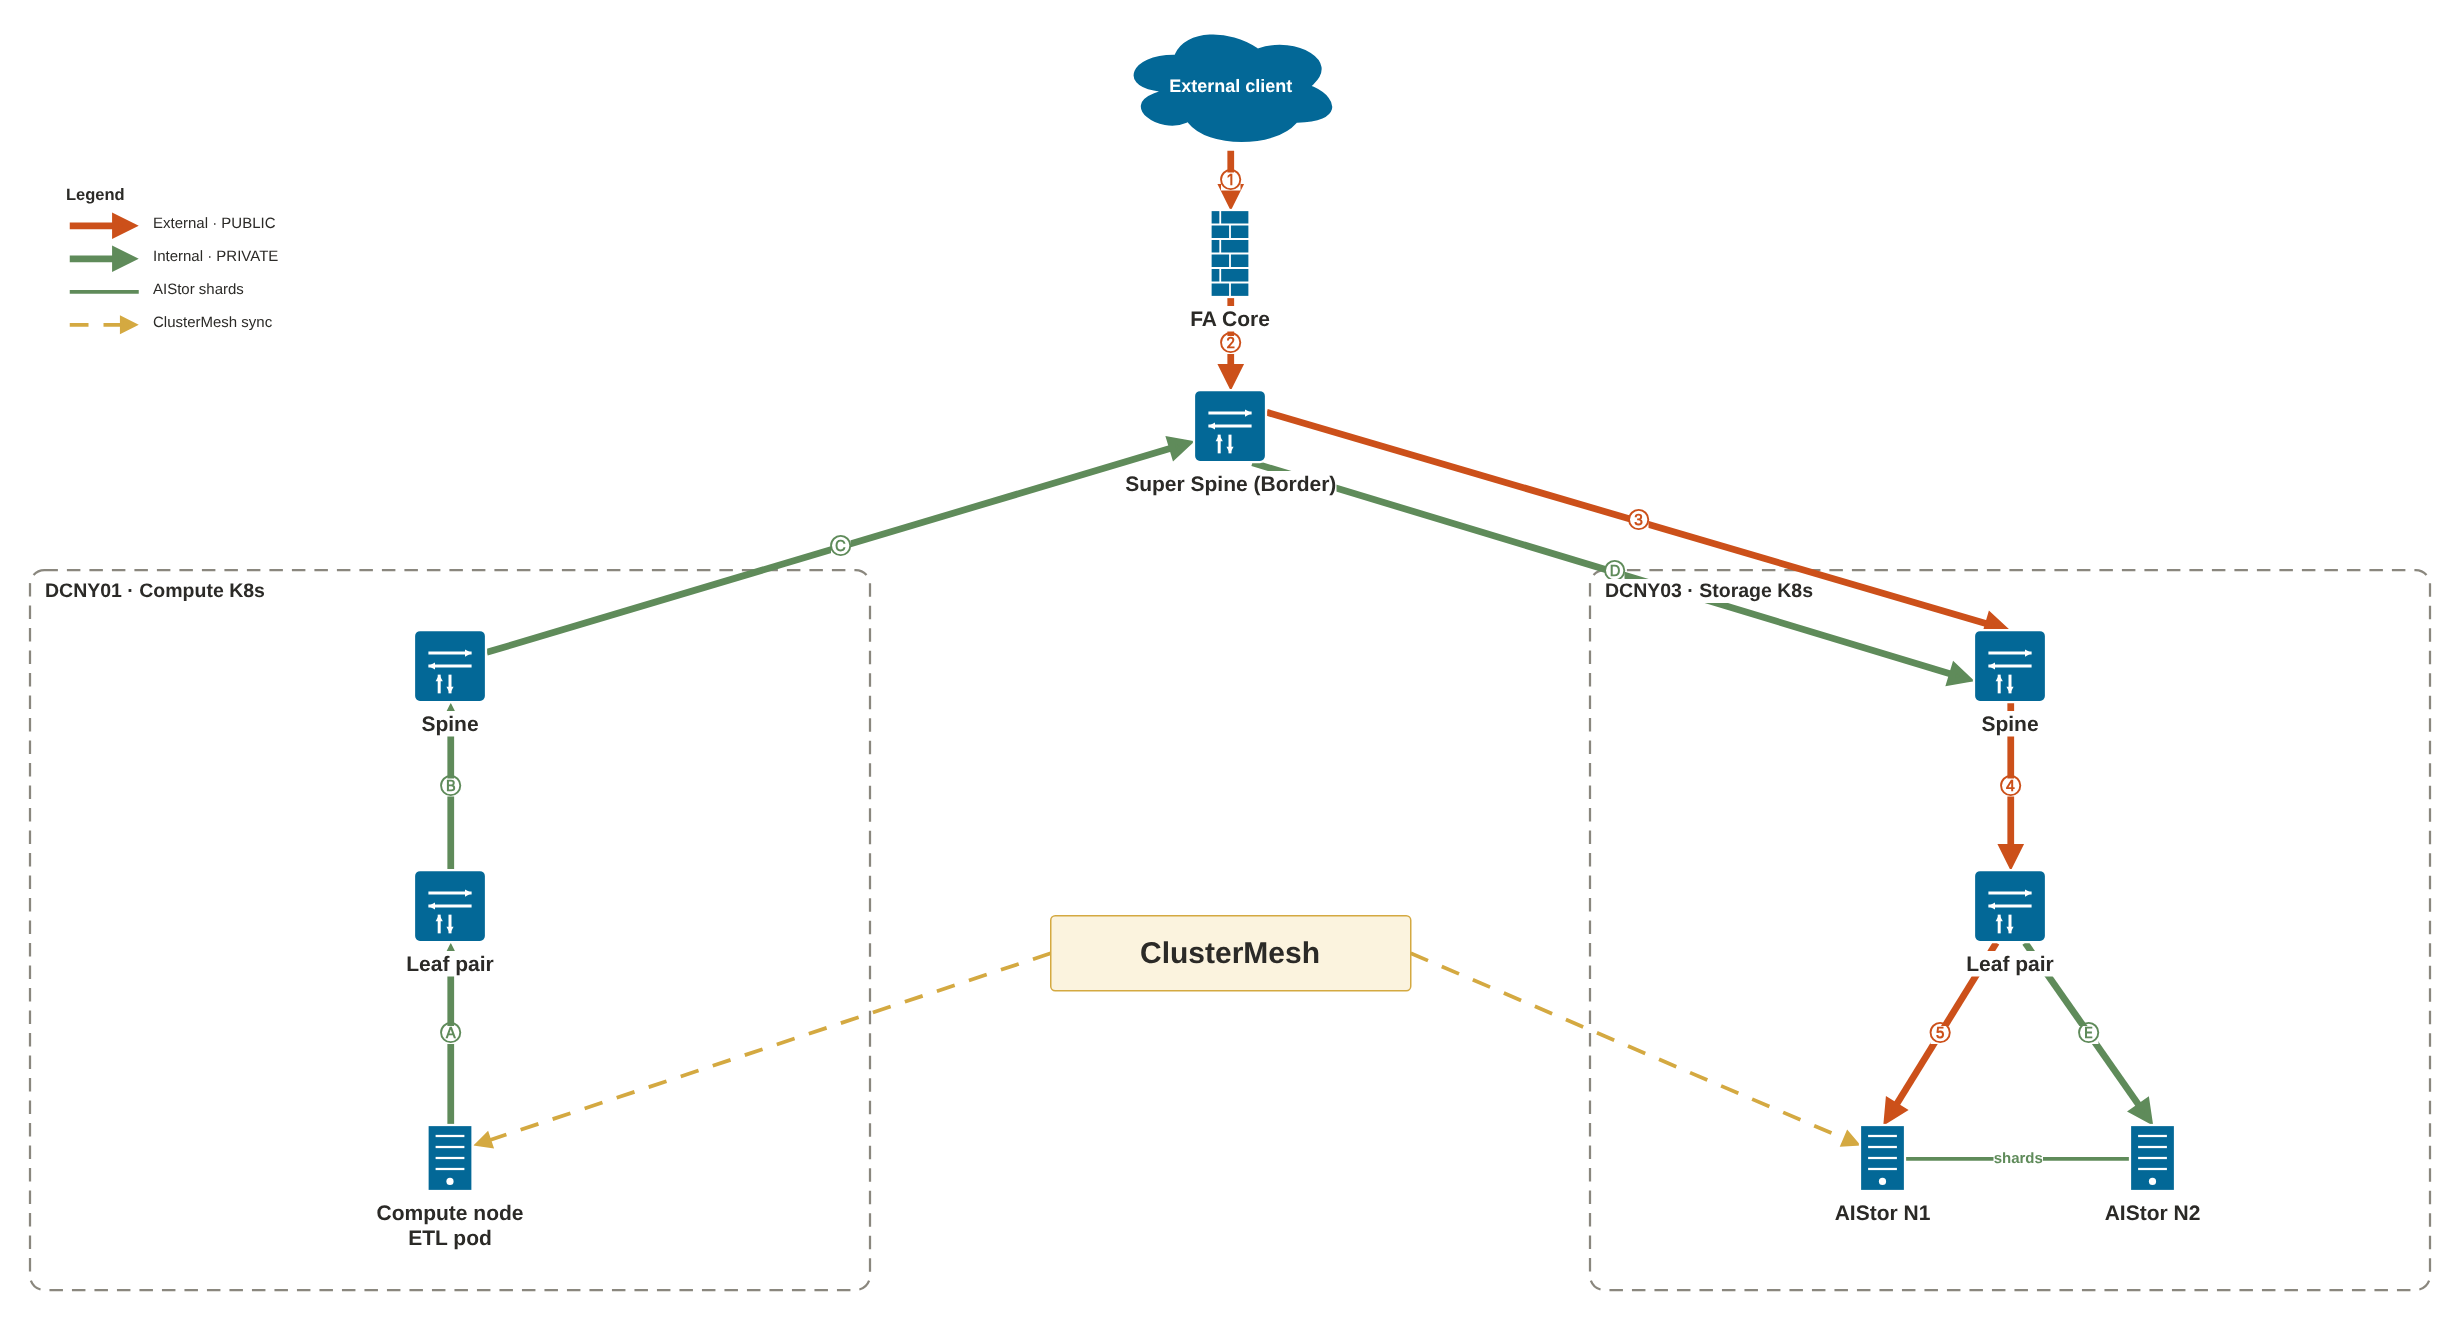 External client
①
Legend
External · PUBLIC
Internal · PRIVATE
AIStor shards
ClusterMesh sync
FA Core
②
Super Spine (Border)
③
Ⓒ
Ⓓ
DCNY01 · Compute K8s
DCNY03 · Storage K8s
Spine
Spine
Ⓑ
④
ClusterMesh
Leaf pair
Leaf pair
Ⓐ
⑤
Ⓔ
shards
Compute node
ETL pod
AIStor N1
AIStor N2